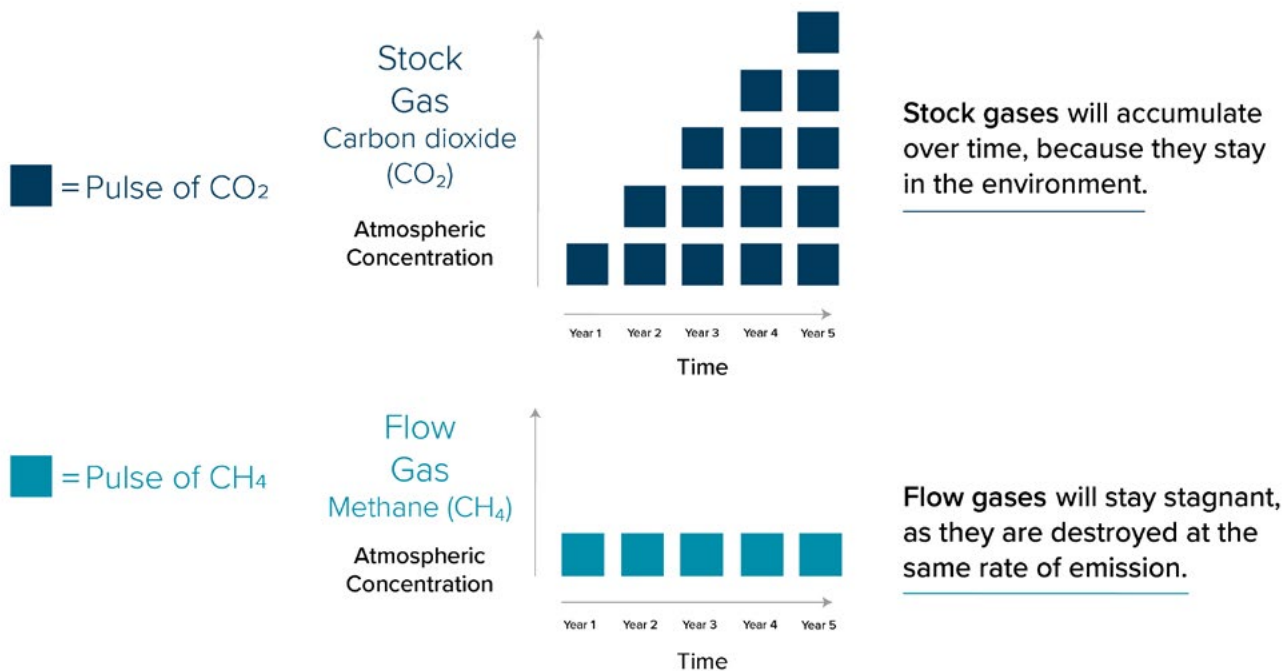 Stock
Gas
Carbon dioxide
(CO₂)
= Pulse of CO₂
Atmospheric
Concentration
Year 1 Year 2 Year 3 Year 4 Year 5
Time
Stock gases will accumulate
over time, because they stay
in the environment.
Flow
Gas
Methane (CH₄)
= Pulse of CH₄
Atmospheric
Concentration
Year 1 Year 2 Year 3 Year 4 Year 5
Time
Flow gases will stay stagnant,
as they are destroyed at the
same rate of emission.